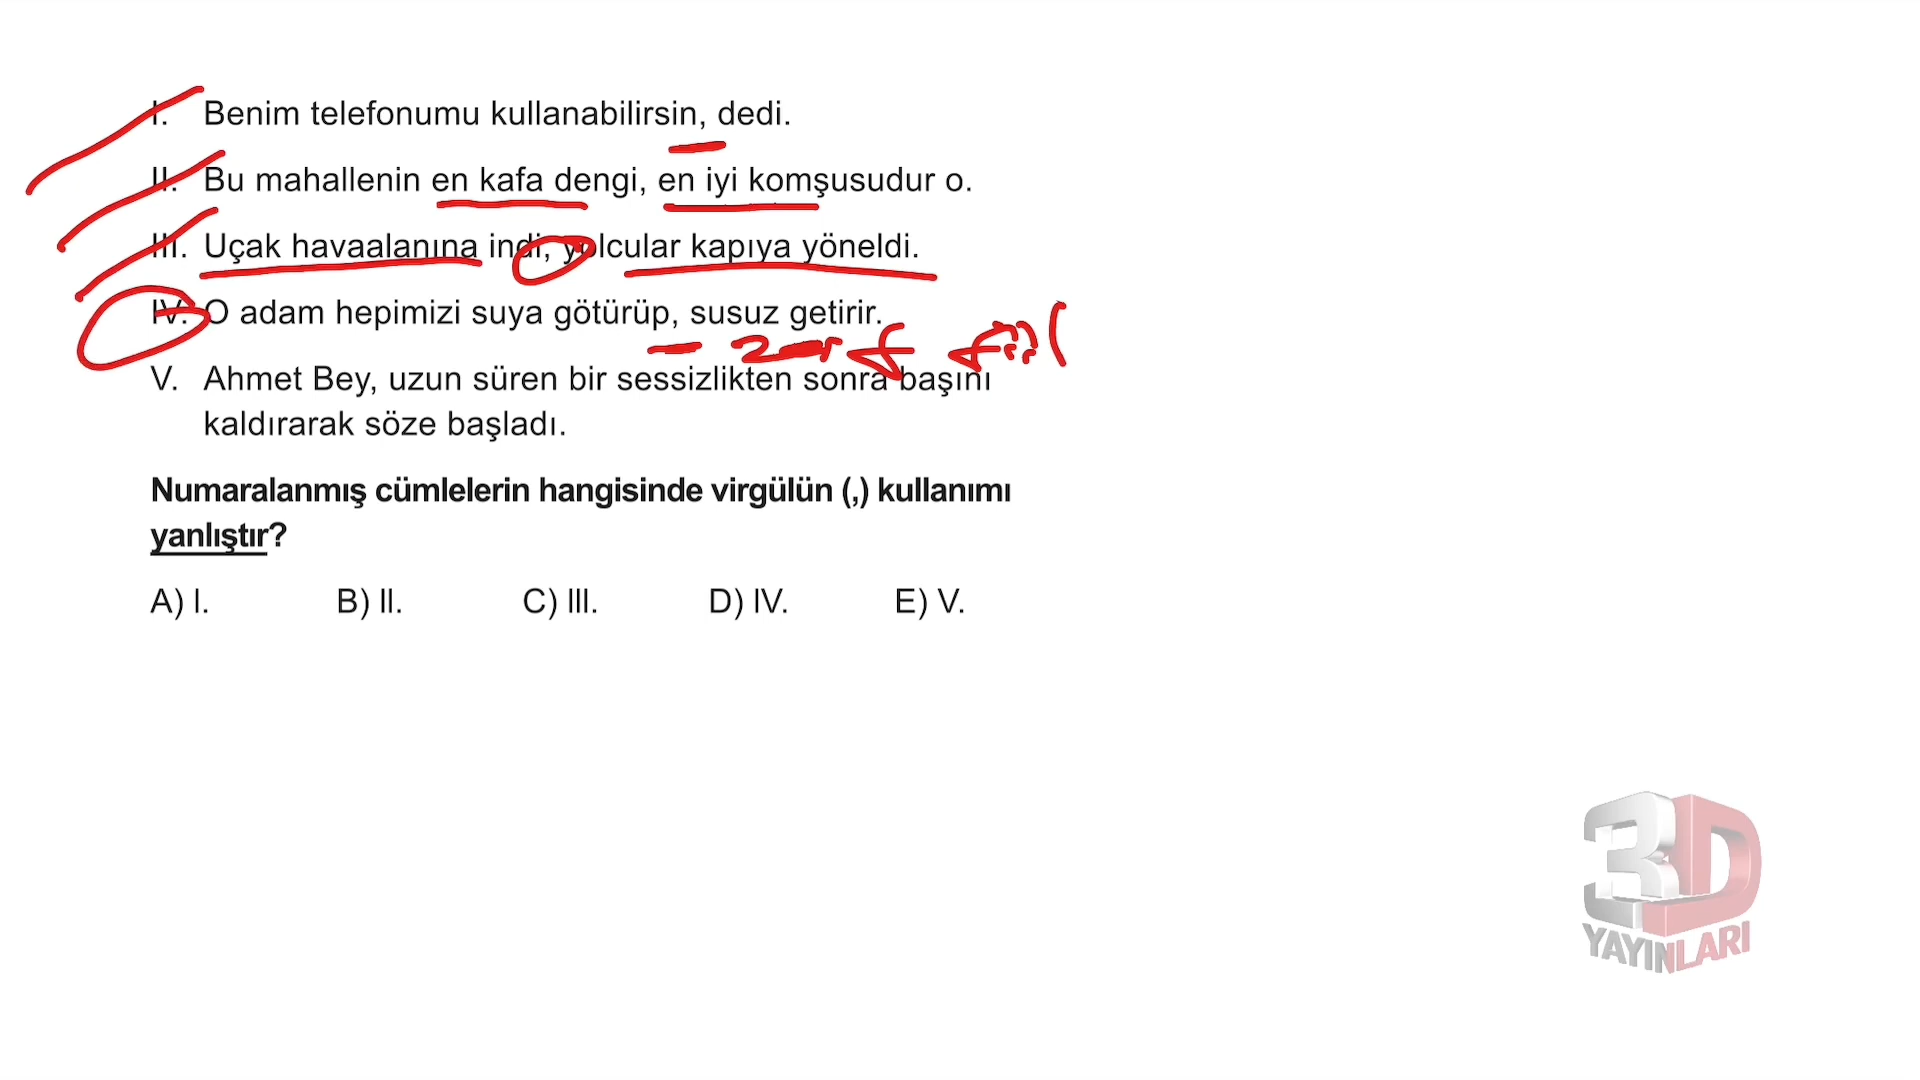 I. Benim telefonumu kullanabilirsin, dedi.
II. Bu mahallenin en kafa dengi, en iyi komşusudur o.
III. Uçak havaalanına indi, yolcular kapıya yöneldi.
IV. O adam hepimizi suya götürüp, susuz getirir.
zarf fiil
V. Ahmet Bey, uzun süren bir sessizlikten sonra başını
kaldırarak söze başladı.
Numaralanmış cümlelerin hangisinde virgülün (,) kullanımı
yanlıştır?
A) I. B) II. C) III. D) IV. E) V.
3D
YAYINLARI